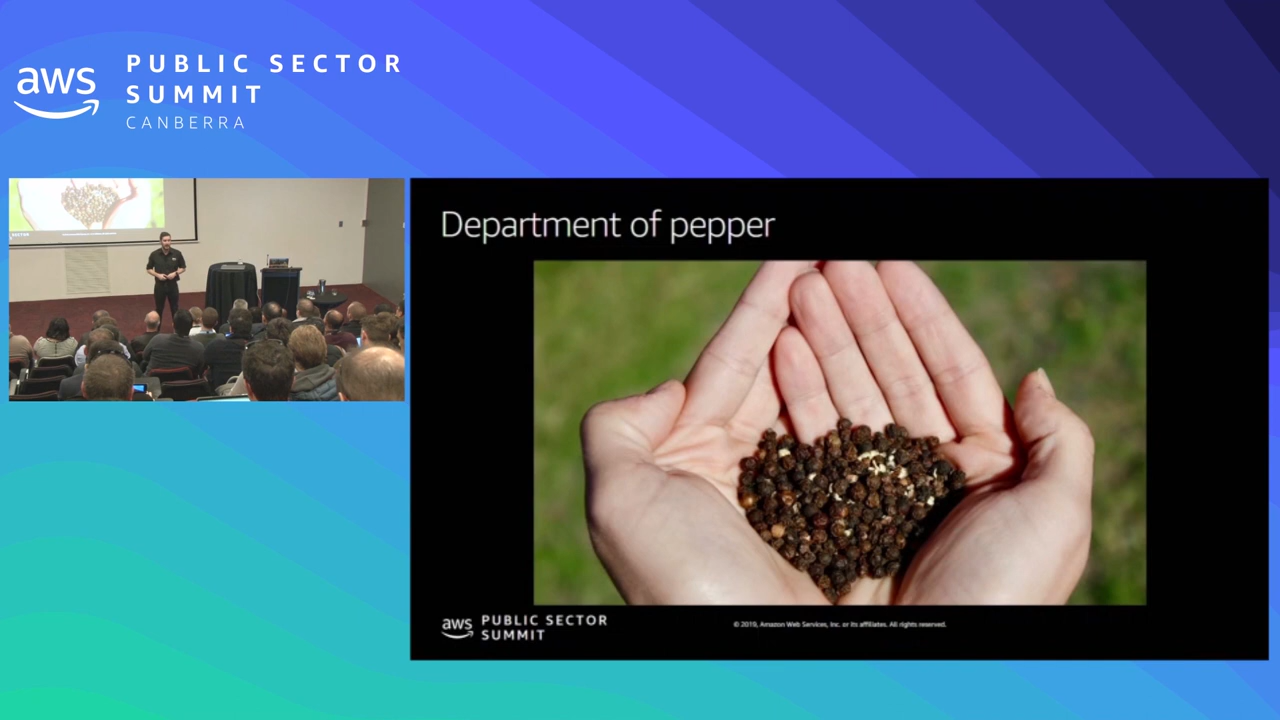 aws
PUBLIC SECTOR
SUMMIT
CANBERRA
Department of pepper
aws
PUBLIC SECTOR
SUMMIT
© 2019, Amazon Web Services, Inc. or its affiliates. All rights reserved.